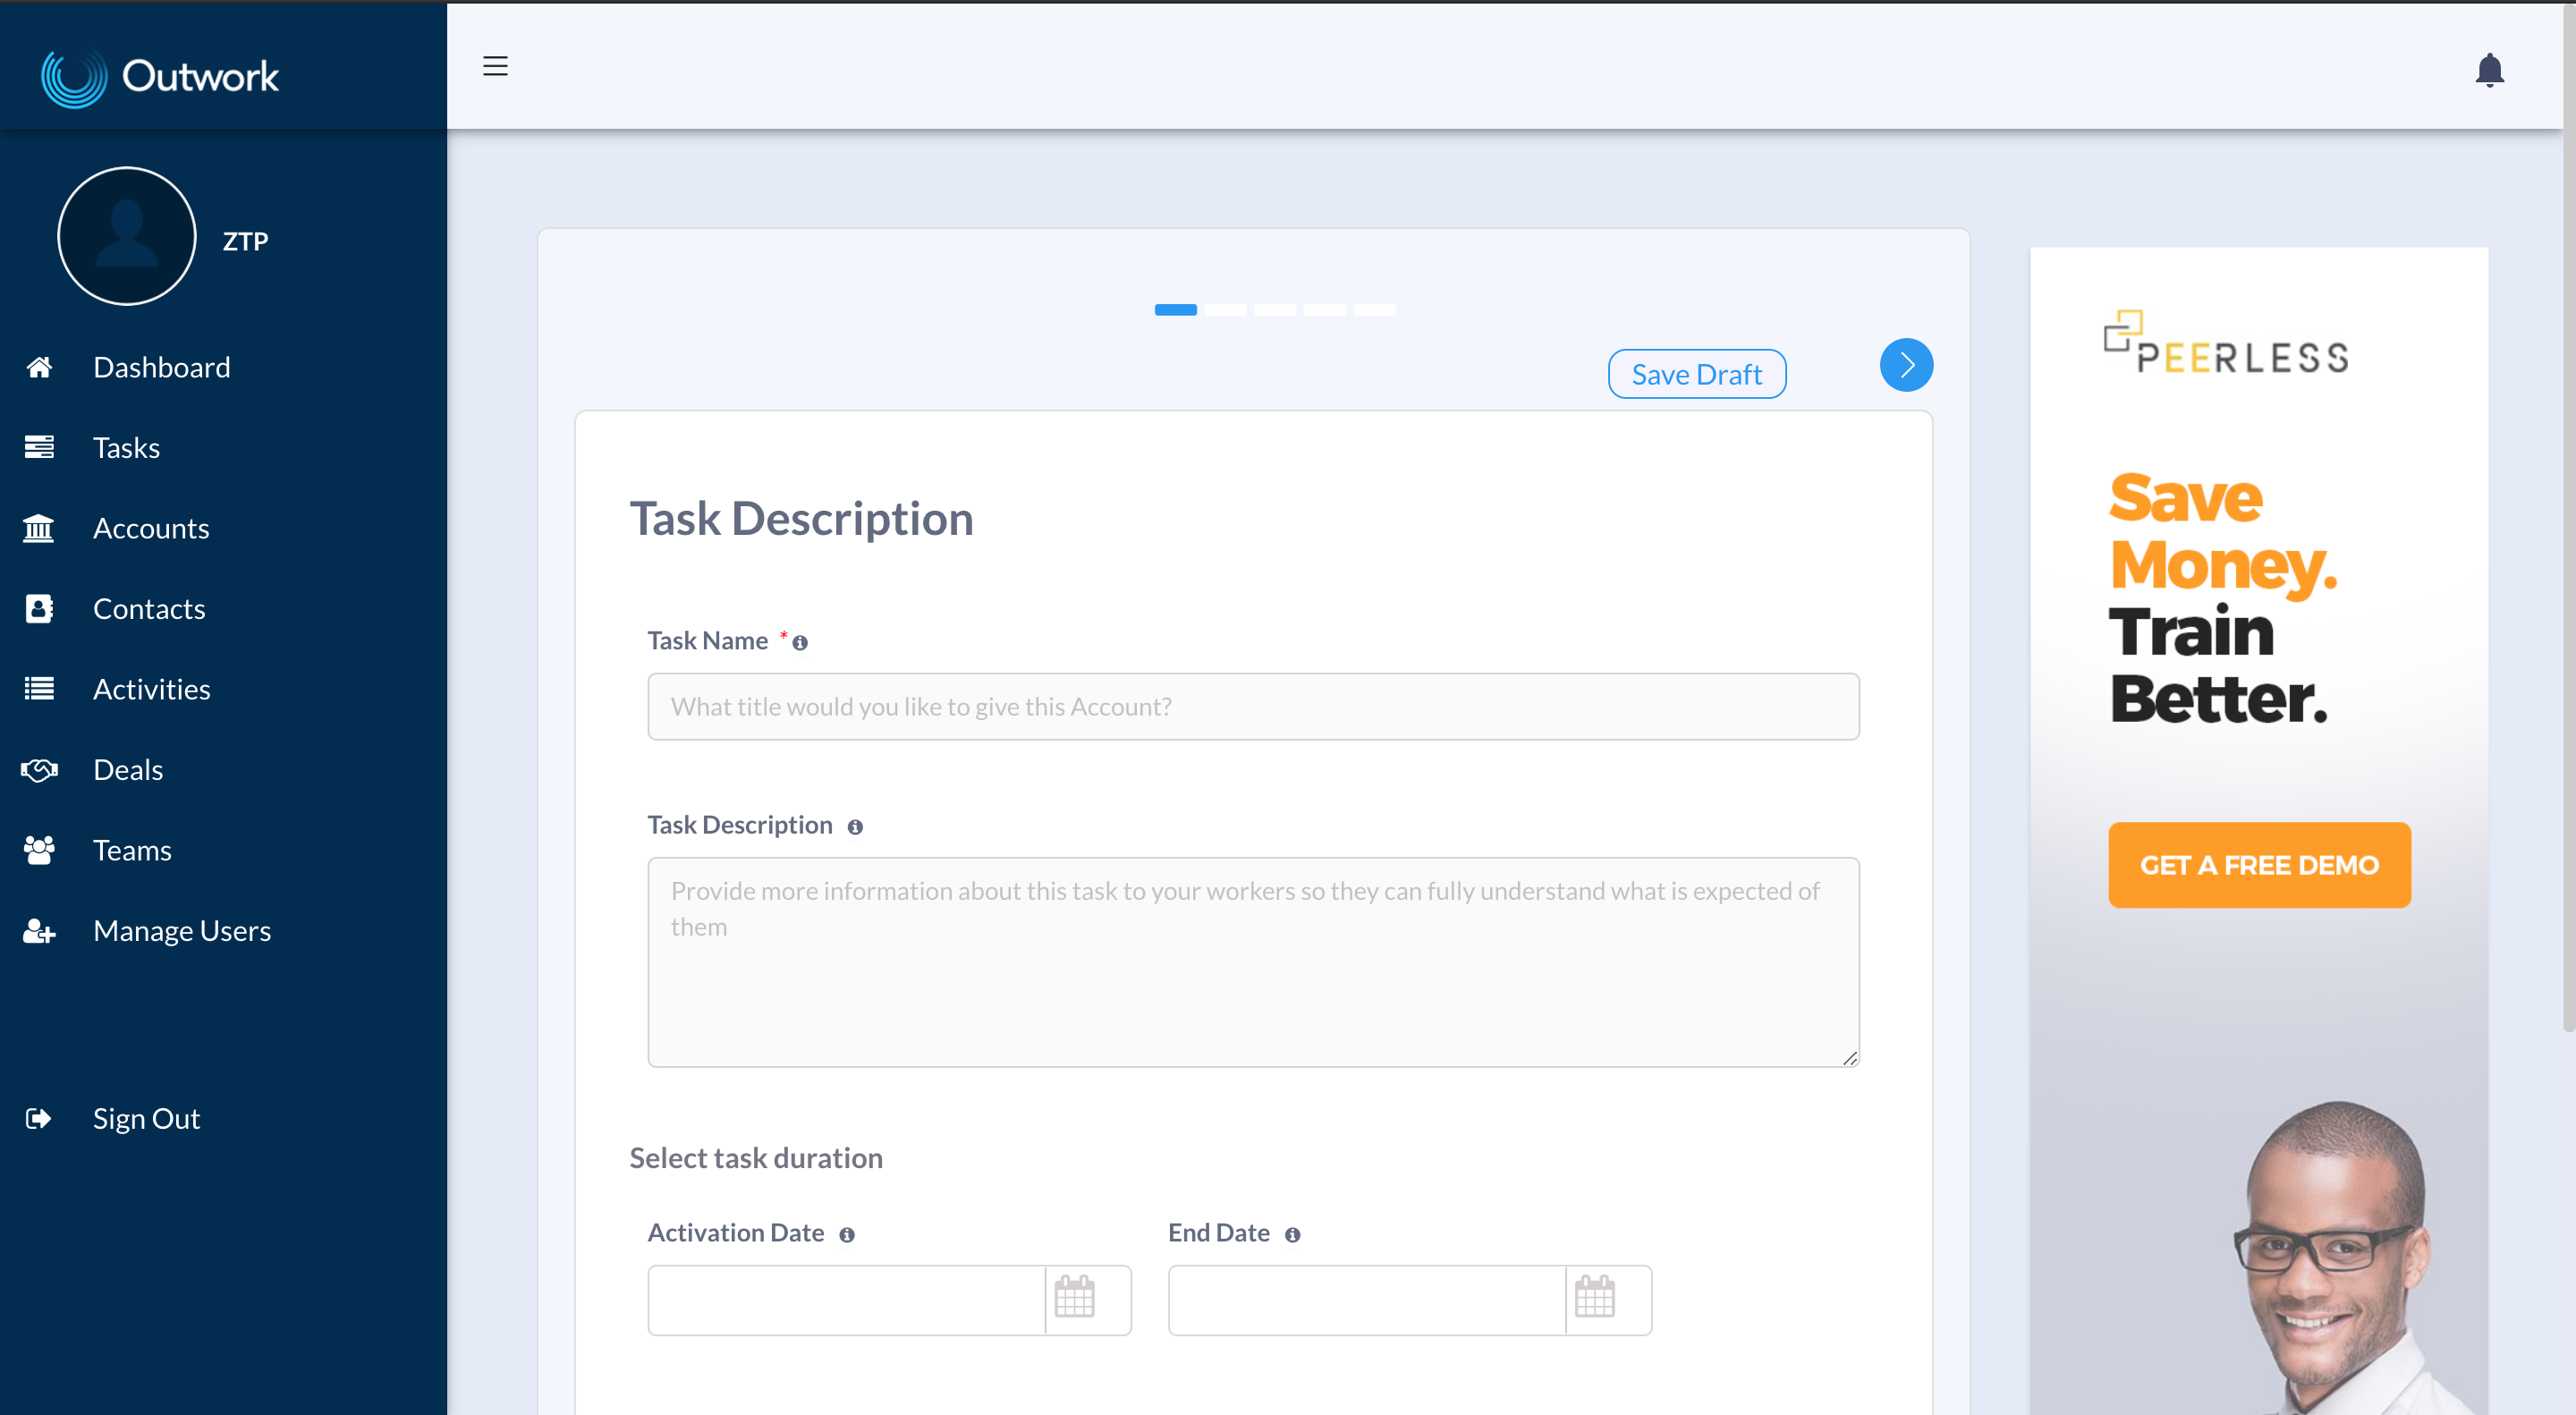 Outwork
ZTP
Dashboard
Tasks
Accounts
Contacts
Activities
Deals
Teams
Manage Users
Sign Out
Save Draft
Task Description
Task Name *
What title would you like to give this Account?
Task Description
Provide more information about this task to your workers so they can fully understand what is expected of
them
Select task duration
Activation Date
End Date
PEERLESS
Save
Money.
Train
Better.
GET A FREE DEMO